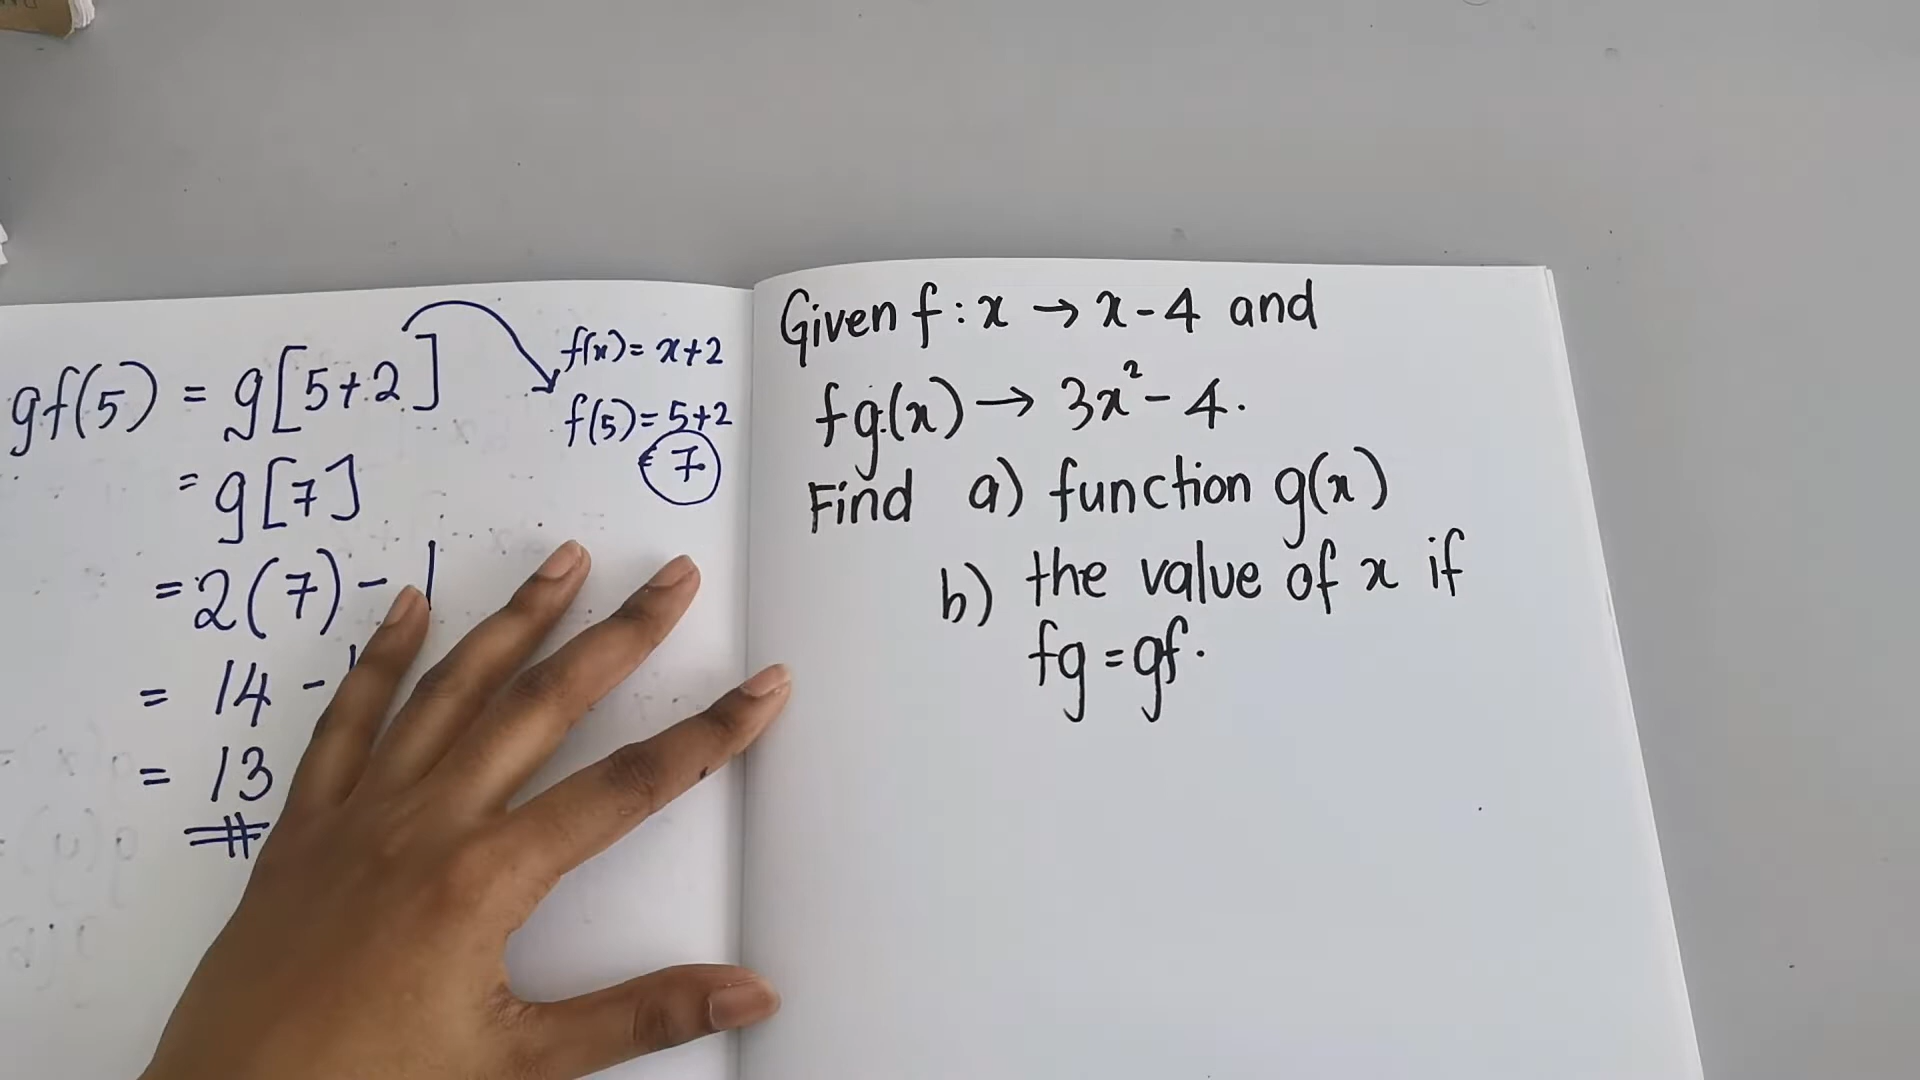 gf(5) = g[5+2]
= g[7]
= 2(7) - 1
= 14 -
= 13
f(x) = x+2
f(5) = 5+2
= 7
Given f : x → x - 4 and
fg(x) → 3x² - 4.
Find a) function g(x)
b) the value of x if
fg = gf.